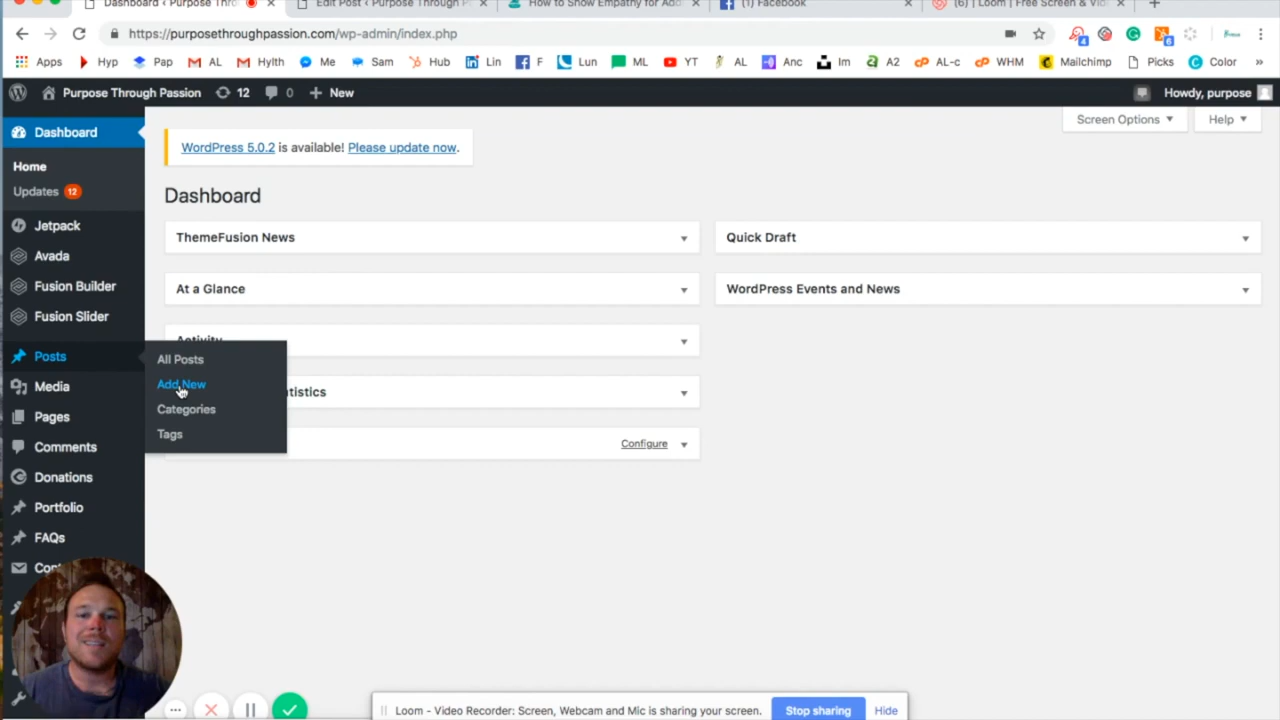 Dashboard ‹ Purpose Thro
Edit Post ‹ Purpose Through P
How to Show Empathy for Ado
(1) Facebook
(6) | Loom | Free Screen & Vid
https://purposethroughpassion.com/wp-admin/index.php
4
6
Apps Hyp Pap AL Hylth Me Sam Hub Lin F Lun ML YT AL Anc Im A2 AL-c WHM Mailchimp Picks Color »
Purpose Through Passion 12 0 + New Howdy, purpose
Dashboard
Screen Options ▼ Help ▼
WordPress 5.0.2 is available! Please update now.
Home
Updates 12
Dashboard
Jetpack
ThemeFusion News
Quick Draft
Avada
Fusion Builder
At a Glance
WordPress Events and News
Fusion Slider
Activity
Posts
All Posts
Add New
Media
tistics
Categories
Pages
Tags
Configure
Comments
Donations
Portfolio
FAQs
Con
Loom - Video Recorder: Screen, Webcam and Mic is sharing your screen.
Stop sharing
Hide